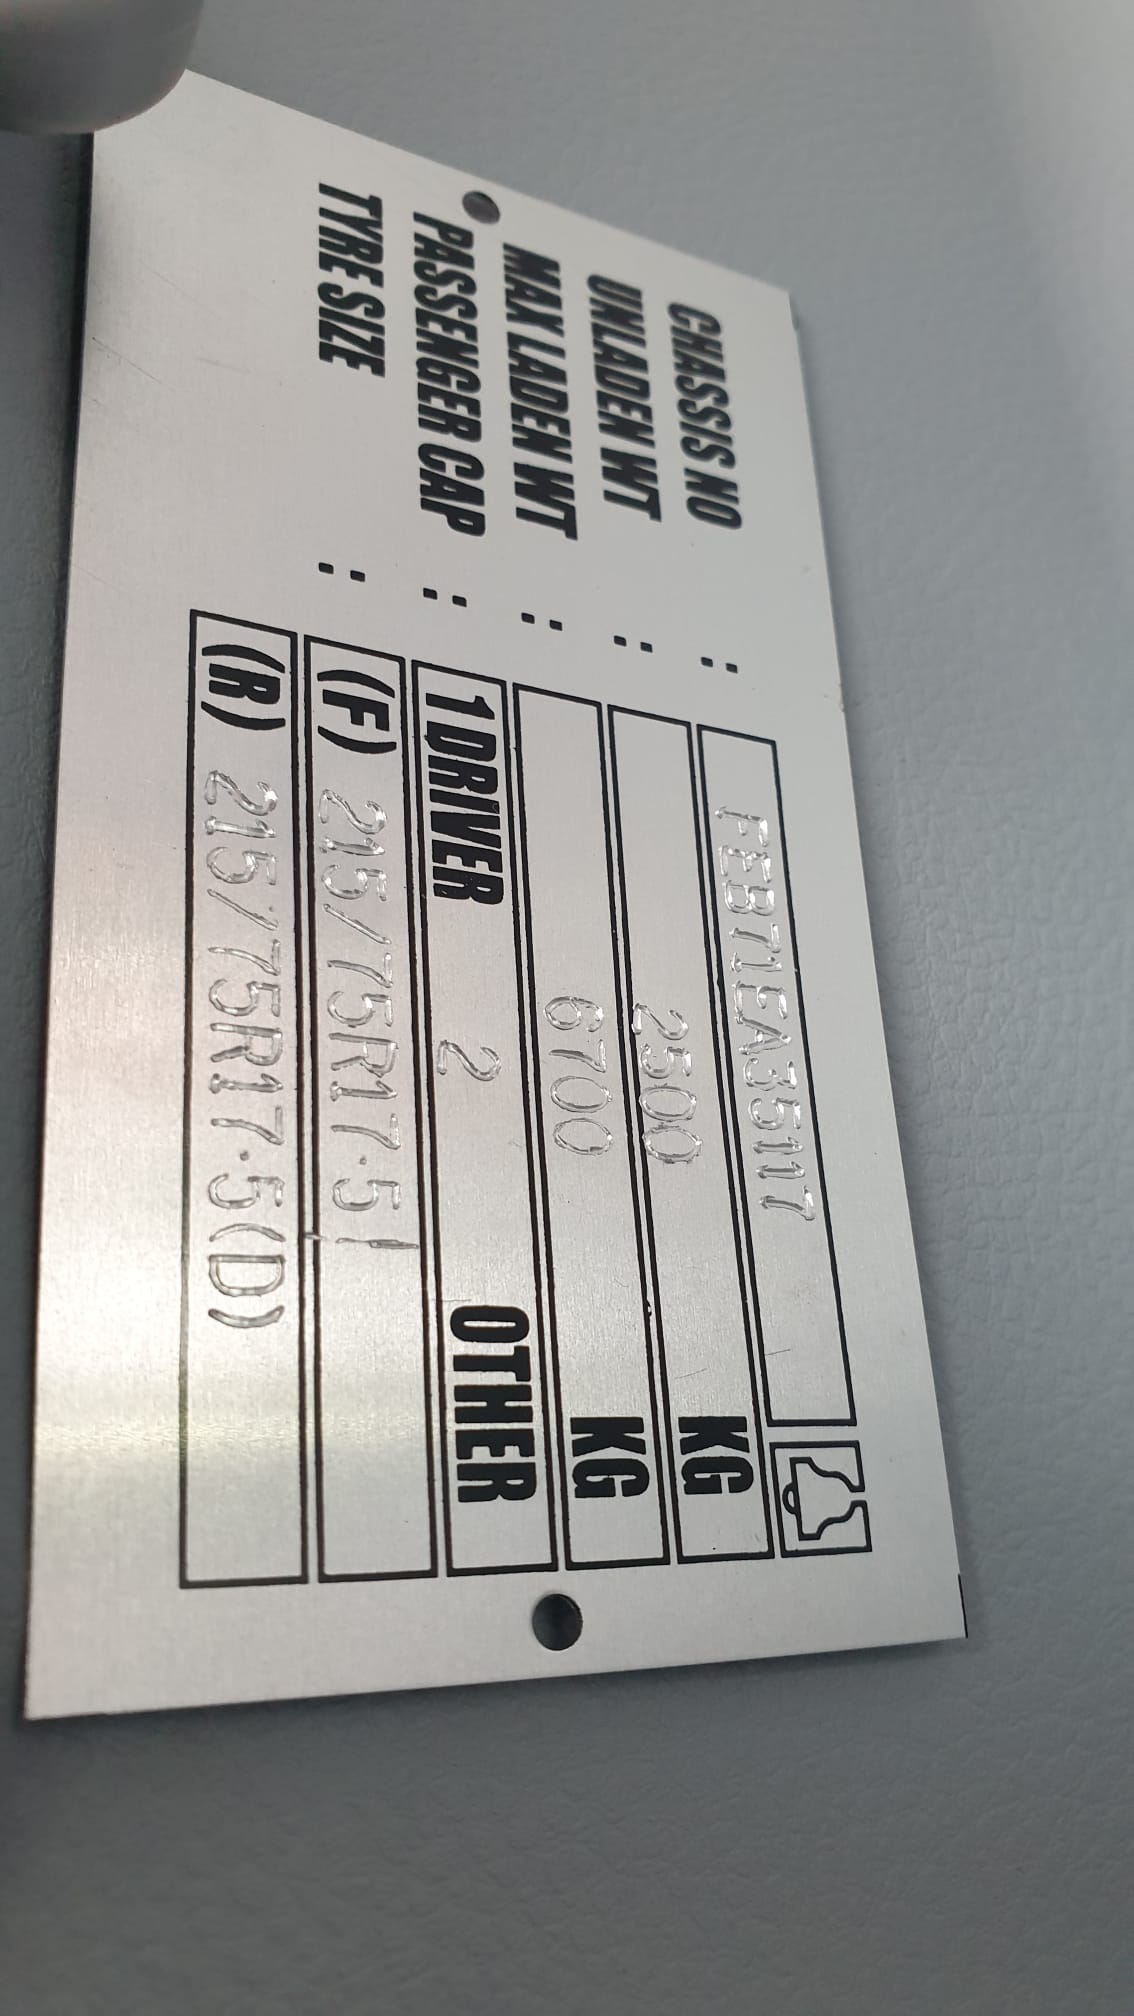 CHASSIS NO : FEB71EA35117
UNLADEN WT : 2500 KG
MAX LADEN WT : 6700 KG
PASSENGER CAP : 1 DRIVER 2 OTHER
TYRE SIZE : (F) 215/75R17.5
(R) 215/75R17.5(D)